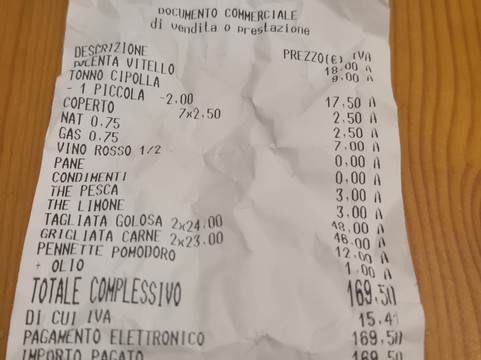 DOCUMENTO COMMERCIALE
di vendita o prestazione
DESCRIZIONE PREZZO(€) IVA
POLENTA VITELLO 18.00 A
TONNO CIPOLLA 9.00 A
- 1 PICCOLA -2.00
COPERTO 7x2.50 17,50 A
NAT 0,75 2,50 A
GAS 0,75 2,50 A
VINO ROSSO 1/2 7,00 A
PANE 0,00 A
CONDIMENTI 0,00 A
THE PESCA 3,00 A
THE LIMONE 3,00 A
TAGLIATA GOLOSA 2x24.00 48,00 A
GRIGLIATA CARNE 2x23.00 46,00 A
PENNETTE POMODORO 12,00 A
+ OLIO 1,00 A
TOTALE COMPLESSIVO 169,50
DI CUI IVA 15,41
PAGAMENTO ELETTRONICO 169,50
IMPORTO PAGATO 169,50